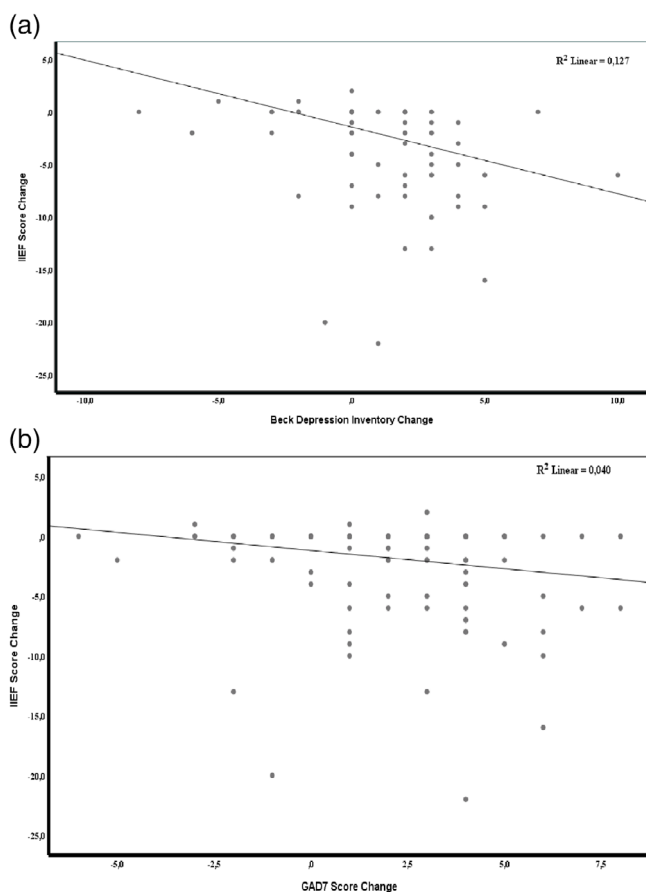 (a)
R² Linear = 0,127
5,0
,0
-5,0
-10,0
-15,0
-20,0
-25,0
IIEF Score Change
-10,0 -5,0 ,0 5,0 10,0
Beck Depression Inventory Change
(b)
R² Linear = 0,040
5,0
,0
-5,0
-10,0
-15,0
-20,0
-25,0
IIEF Score Change
-5,0 -2,5 ,0 2,5 5,0 7,5
GAD7 Score Change